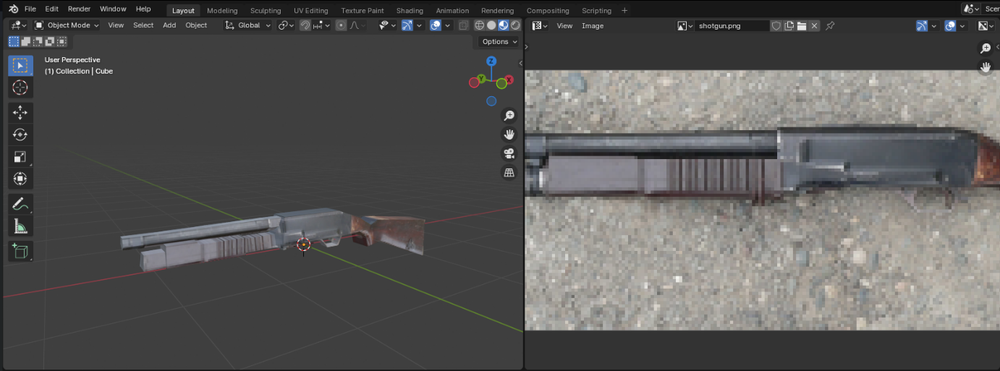 File Edit Render Window Help Layout Modeling Sculpting UV Editing Texture Paint Shading Animation Rendering Compositing Scripting + Scer
Object Mode View Select Add Object Global View Image shotgun.png
Options
User Perspective
(1) Collection | Cube
Z
Y X